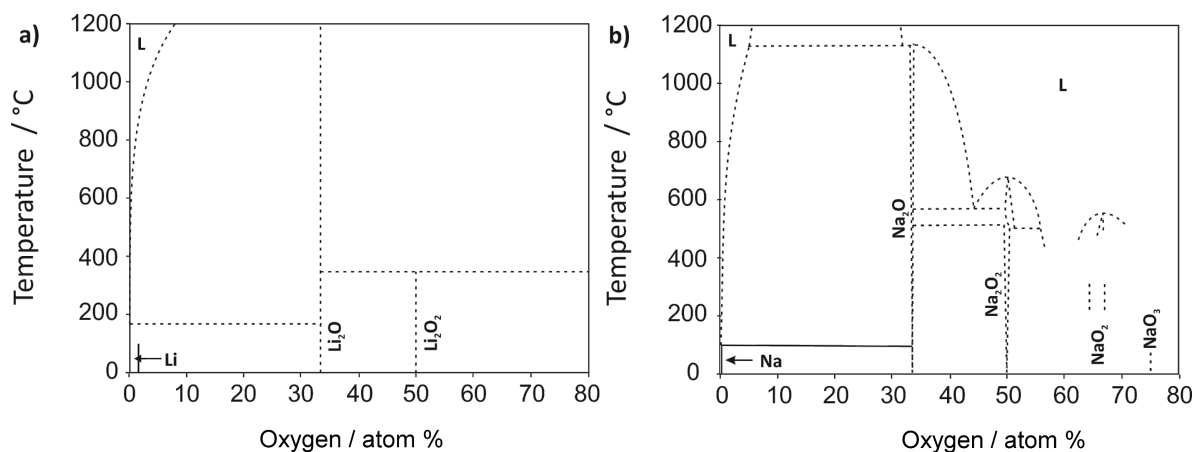 a)
1200
1000
800
600
400
200
0
Temperature / °C
L
Li
Li₂O
Li₂O₂
0 10 20 30 40 50 60 70 80
Oxygen / atom %
b)
1200
1000
800
600
400
200
0
Temperature / °C
L
L
Na
Na₂O
Na₂O₂
NaO₂
NaO₃
0 10 20 30 40 50 60 70 80
Oxygen / atom %